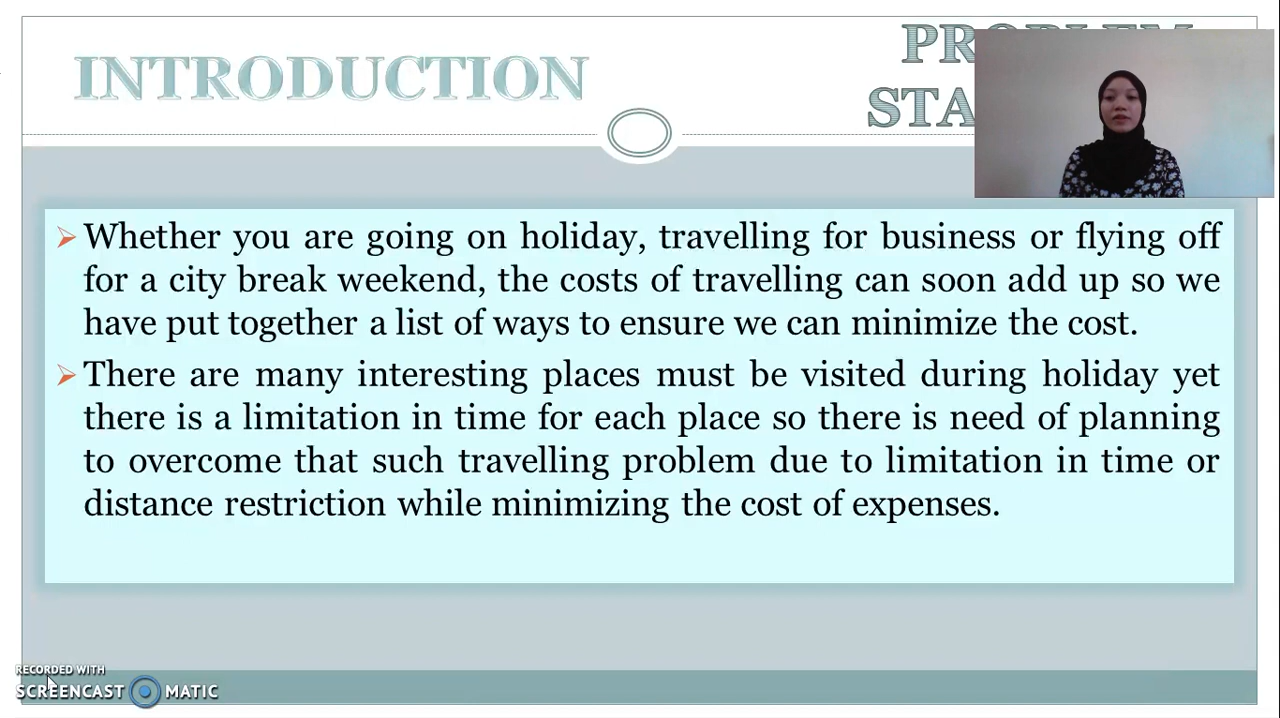 INTRODUCTION
Whether you are going on holiday, travelling for business or flying off
for a city break weekend, the costs of travelling can soon add up so we
have put together a list of ways to ensure we can minimize the cost.
There are many interesting places must be visited during holiday yet
there is a limitation in time for each place so there is need of planning
to overcome that such travelling problem due to limitation in time or
distance restriction while minimizing the cost of expenses.
RECORDED WITH
SCREENCAST MATIC